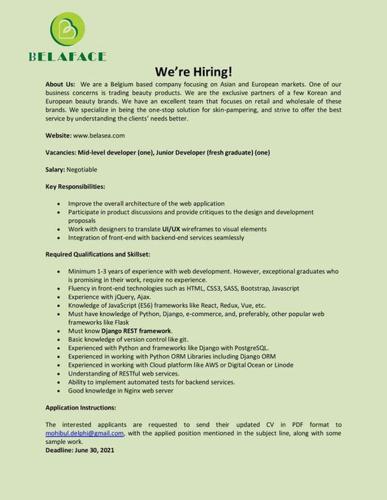 BELAFACE
We're Hiring!
About Us: We are a Belgium based company focusing on Asian and European markets. One of our
business concerns is trading beauty products. We are the exclusive partners of a few Korean and
European beauty brands. We have an excellent team that focuses on retail and wholesale of these
brands. We specialize in being the one-stop solution for skin-pampering, and strive to offer the best
service by understanding the clients' needs better.
Website: www.belasea.com
Vacancies: Mid-level developer (one), Junior Developer (fresh graduate) (one)
Salary: Negotiable
Key Responsibilities:
• Improve the overall architecture of the web application
• Participate in product discussions and provide critiques to the design and development
proposals
• Work with designers to translate UI/UX wireframes to visual elements
• Integration of front-end with backend-end services seamlessly
Required Qualifications and Skillset:
• Minimum 1-3 years of experience with web development. However, exceptional graduates who
is promising in their work, require no experience.
• Fluency in front-end technologies such as HTML, CSS3, SASS, Bootstrap, Javascript
• Experience with jQuery, Ajax.
• Knowledge of JavaScript (ES6) frameworks like React, Redux, Vue, etc.
• Must have knowledge of Python, Django, e-commerce, and, preferably, other popular web
frameworks like Flask
• Must know Django REST framework.
• Basic knowledge of version control like git.
• Experienced with Python and frameworks like Django with PostgreSQL.
• Experienced in working with Python ORM Libraries including Django ORM
• Experienced in working with Cloud platform like AWS or Digital Ocean or Linode
• Understanding of RESTful web services.
• Ability to implement automated tests for backend services.
• Good knowledge in Nginx web server
Application Instructions:
The interested applicants are requested to send their updated CV in PDF format to
mohibul.delphi@gmail.com, with the applied position mentioned in the subject line, along with some
sample work.
Deadline: June 30, 2021